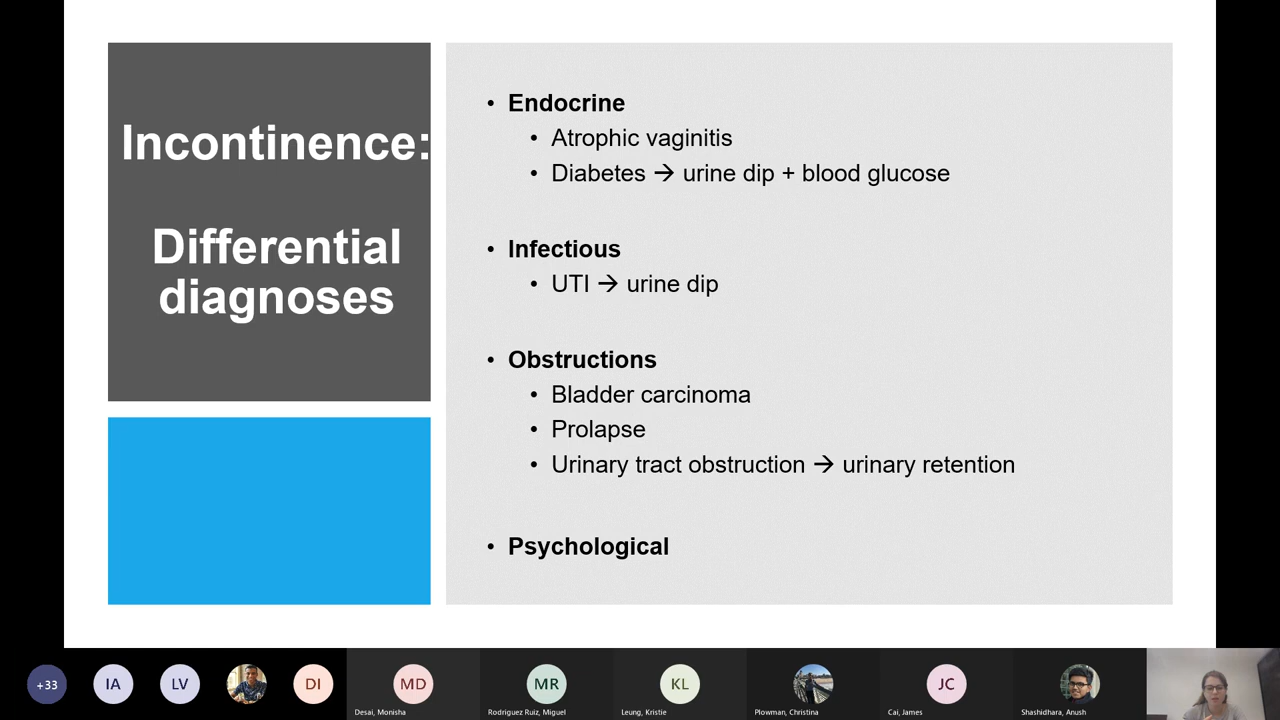 Incontinence:
Differential
diagnoses
• Endocrine
• Atrophic vaginitis
• Diabetes → urine dip + blood glucose
• Infectious
• UTI → urine dip
• Obstructions
• Bladder carcinoma
• Prolapse
• Urinary tract obstruction → urinary retention
• Psychological
+33
IA
LV
DI
MD
MR
KL
JC
Desai, Monisha
Rodriguez Ruiz, Miguel
Leung, Kristie
Plowman, Christina
Cai, James
Shashidhara, Anush